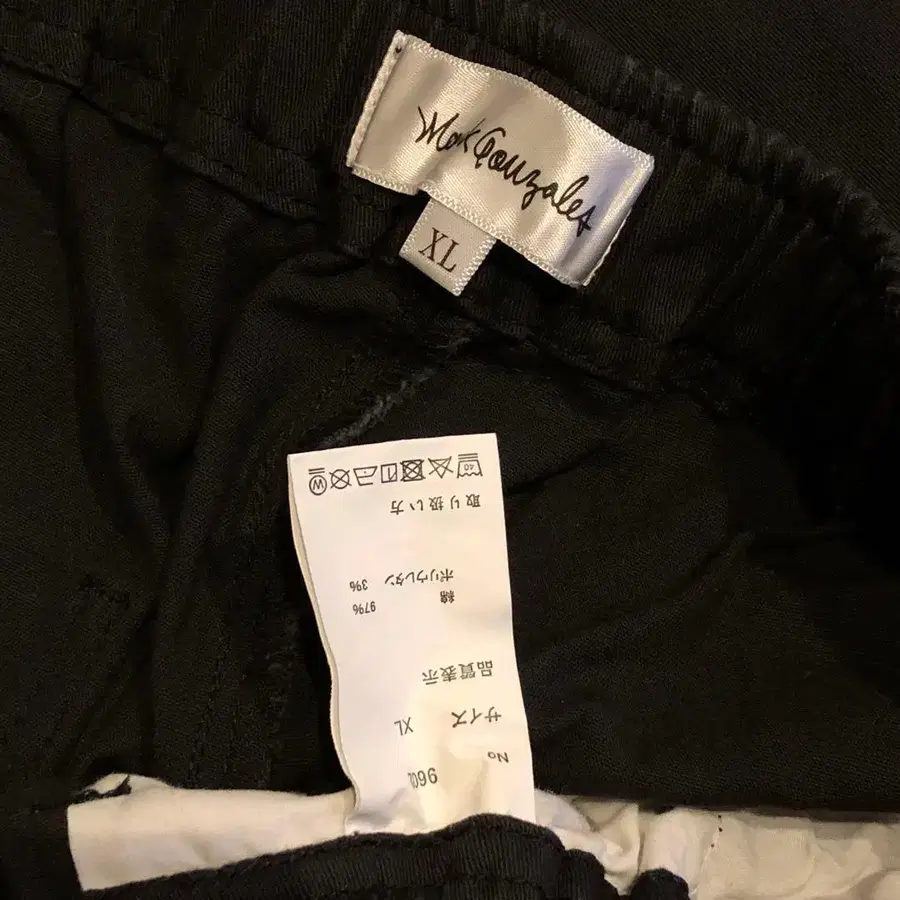 Mark Gonzales
XL
No 960
サイズ XL
品質表示
綿 97%
ポリウレタン 3%
取り扱い方
40
W